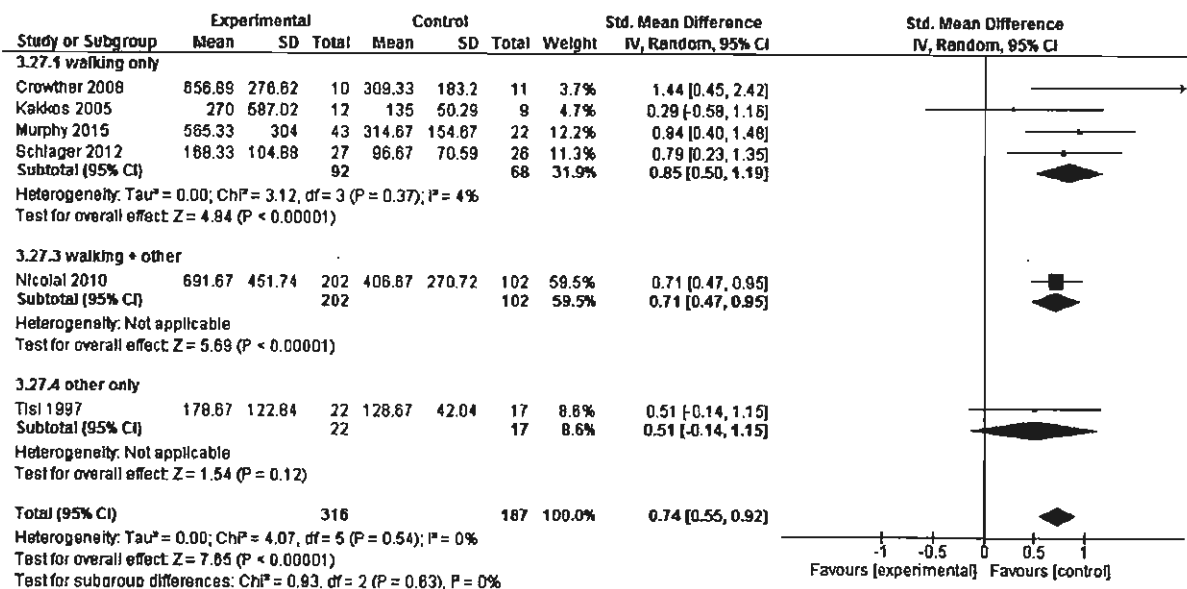 Experimental Control Std. Mean Difference Std. Mean Difference
Study or Subgroup Mean SD Total Mean SD Total Weight IV, Random, 95% CI IV, Random, 95% CI
3.27.1 walking only
Crowther 2008 856.89 276.62 10 309.33 183.2 11 3.7% 1.44 [0.45, 2.42]
Kakkos 2005 270 587.02 12 135 50.29 9 4.7% 0.29 [-0.58, 1.16]
Murphy 2015 565.33 304 43 314.67 154.67 22 12.2% 0.94 [0.40, 1.48]
Schlager 2012 168.33 104.88 27 96.67 70.59 26 11.3% 0.79 [0.23, 1.35]
Subtotal (95% CI) 92 68 31.9% 0.85 [0.50, 1.19]
Heterogeneity: Tau² = 0.00; Chi² = 3.12, df = 3 (P = 0.37); I² = 4%
Test for overall effect: Z = 4.84 (P < 0.00001)
3.27.3 walking + other
Nicolai 2010 691.67 451.74 202 406.87 270.72 102 59.5% 0.71 [0.47, 0.95]
Subtotal (95% CI) 202 102 59.5% 0.71 [0.47, 0.95]
Heterogeneity: Not applicable
Test for overall effect: Z = 5.69 (P < 0.00001)
3.27.4 other only
Tisi 1997 178.67 122.84 22 128.67 42.04 17 8.6% 0.51 [-0.14, 1.15]
Subtotal (95% CI) 22 17 8.6% 0.51 [-0.14, 1.15]
Heterogeneity: Not applicable
Test for overall effect: Z = 1.54 (P = 0.12)
Total (95% CI) 316 187 100.0% 0.74 [0.55, 0.92]
Heterogeneity: Tau² = 0.00; Chi² = 4.07, df = 5 (P = 0.54); I² = 0%
Test for overall effect: Z = 7.65 (P < 0.00001)
Test for subgroup differences: Chi² = 0.93, df = 2 (P = 0.63), I² = 0%
-1 -0.5 0 0.5 1
Favours [experimental] Favours [control]